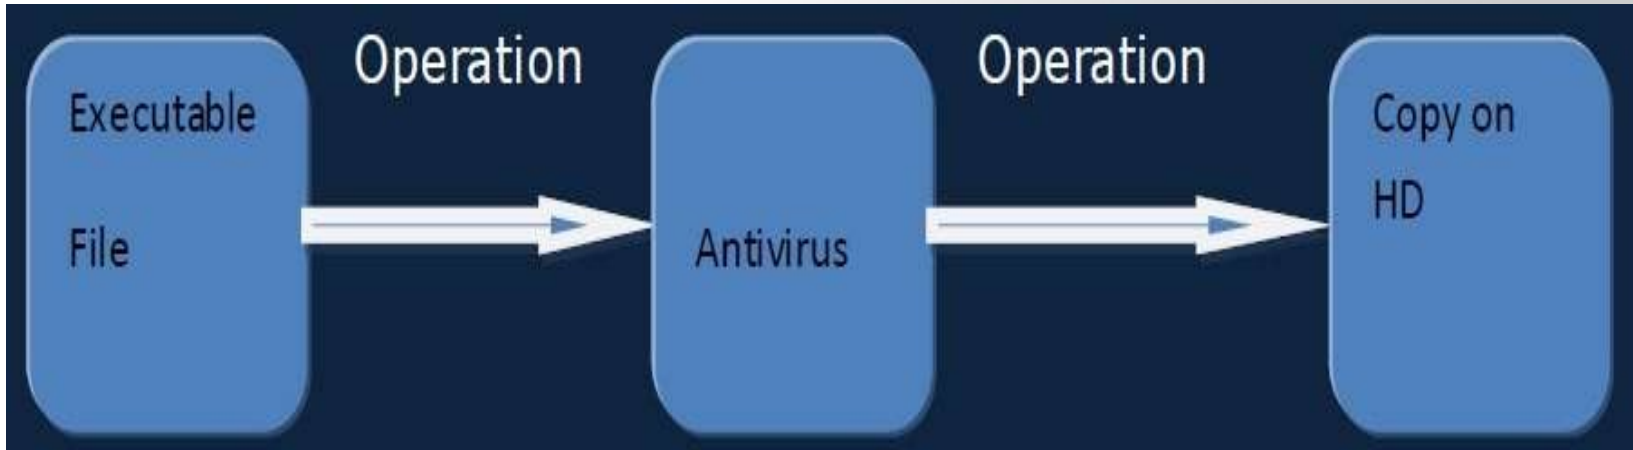 Executable
File
Operation
Antivirus
Operation
Copy on
HD